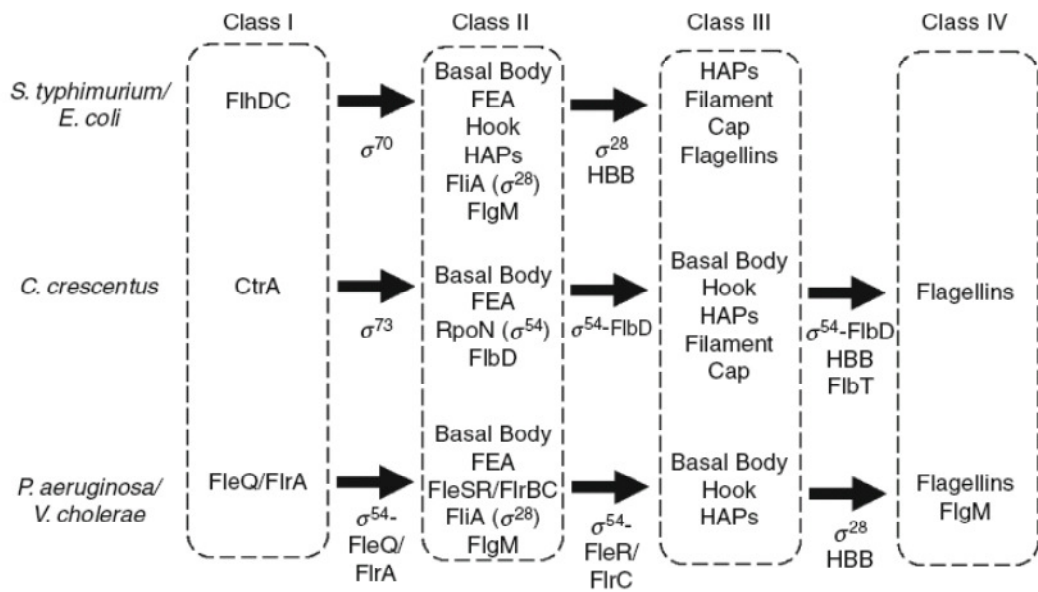 Class I
Class II
Class III
Class IV
S. typhimurium/
E. coli
FlhDC
σ70
Basal Body
FEA
Hook
HAPs
FliA (σ28)
FlgM
σ28
HBB
HAPs
Filament
Cap
Flagellins
C. crescentus
CtrA
σ73
Basal Body
FEA
RpoN (σ54)
FlbD
σ54-FlbD
Basal Body
Hook
HAPs
Filament
Cap
σ54-FlbD
HBB
FlbT
Flagellins
P. aeruginosa/
V. cholerae
FleQ/FlrA
σ54-
FleQ/
FlrA
Basal Body
FEA
FleSR/FlrBC
FliA (σ28)
FlgM
σ54-
FleR/
FlrC
Basal Body
Hook
HAPs
σ28
HBB
Flagellins
FlgM